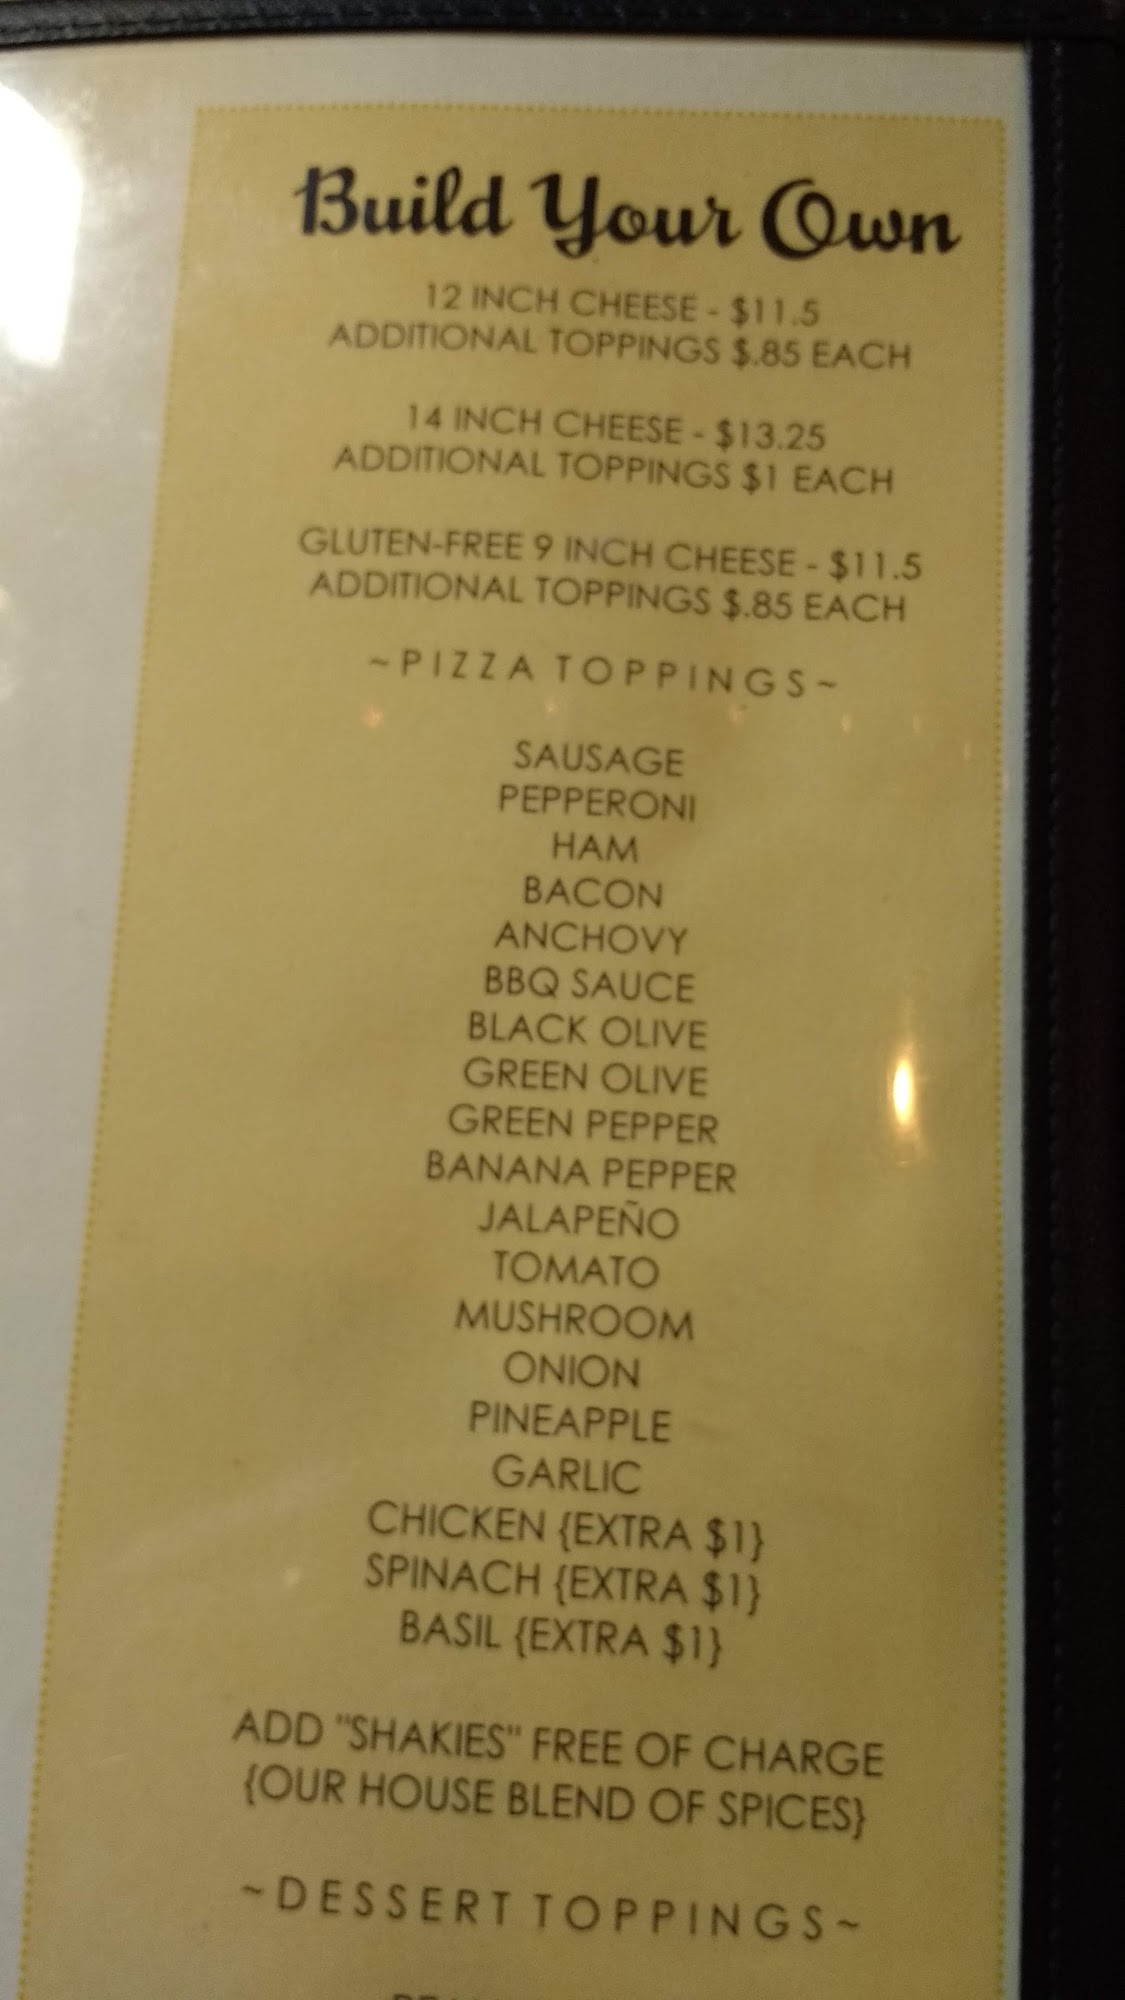 Build Your Own
12 INCH CHEESE - $11.5
ADDITIONAL TOPPINGS $.85 EACH
14 INCH CHEESE - $13.25
ADDITIONAL TOPPINGS $1 EACH
GLUTEN-FREE 9 INCH CHEESE - $11.5
ADDITIONAL TOPPINGS $.85 EACH
~PIZZA TOPPINGS~
SAUSAGE
PEPPERONI
HAM
BACON
ANCHOVY
BBQ SAUCE
BLACK OLIVE
GREEN OLIVE
GREEN PEPPER
BANANA PEPPER
JALAPEÑO
TOMATO
MUSHROOM
ONION
PINEAPPLE
GARLIC
CHICKEN {EXTRA $1}
SPINACH {EXTRA $1}
BASIL {EXTRA $1}
ADD "SHAKIES" FREE OF CHARGE
{OUR HOUSE BLEND OF SPICES}
~DESSERT TOPPINGS~